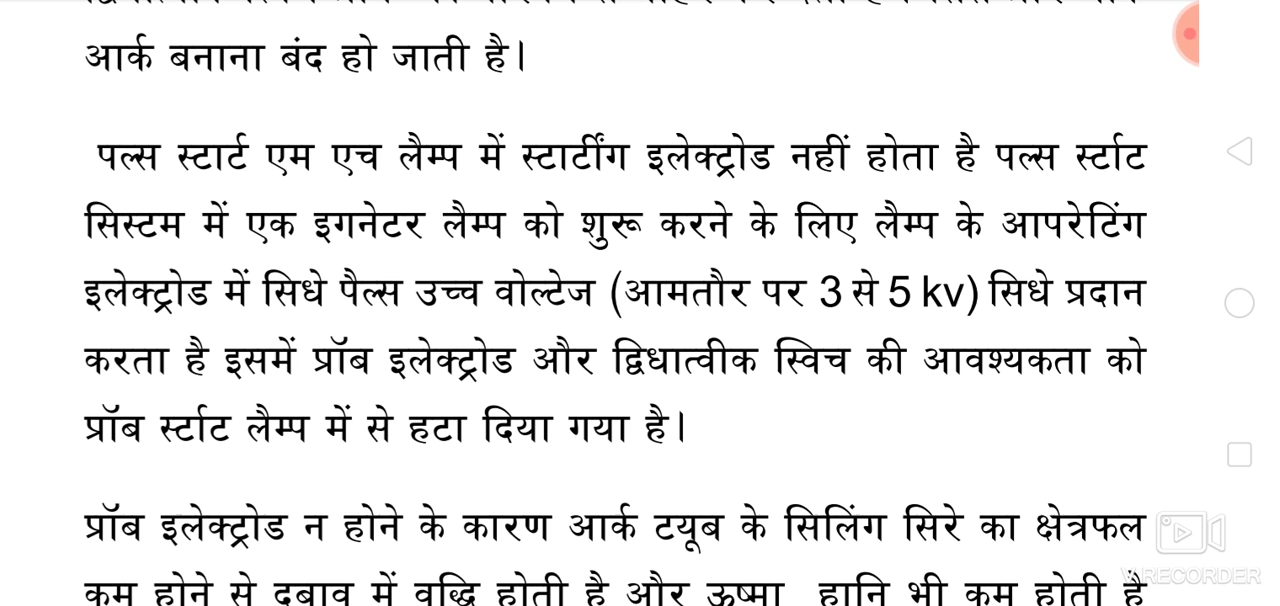 आर्क बनाना बंद हो जाती है।
पल्स स्टार्ट एम एच लैम्प में स्टार्टींग इलेक्ट्रोड नहीं होता है पल्स र्स्टाट
सिस्टम में एक इगनेटर लैम्प को शुरू करने के लिए लैम्प के आपरेटिंग
इलेक्ट्रोड में सिधे पैल्स उच्च वोल्टेज (आमतौर पर 3 से 5 kv) सिधे प्रदान
करता है इसमें प्रॉब इलेक्ट्रोड और द्विधात्वीक स्विच की आवश्यकता को
प्रॉब र्स्टाट लैम्प में से हटा दिया गया है।
प्रॉब इलेक्ट्रोड न होने के कारण आर्क टयूब के सिलिंग सिरे का क्षेत्रफल
कम होने से दबाव में वृद्धि होती है और ऊष्मा हानि भी कम होती है
V RECORDER